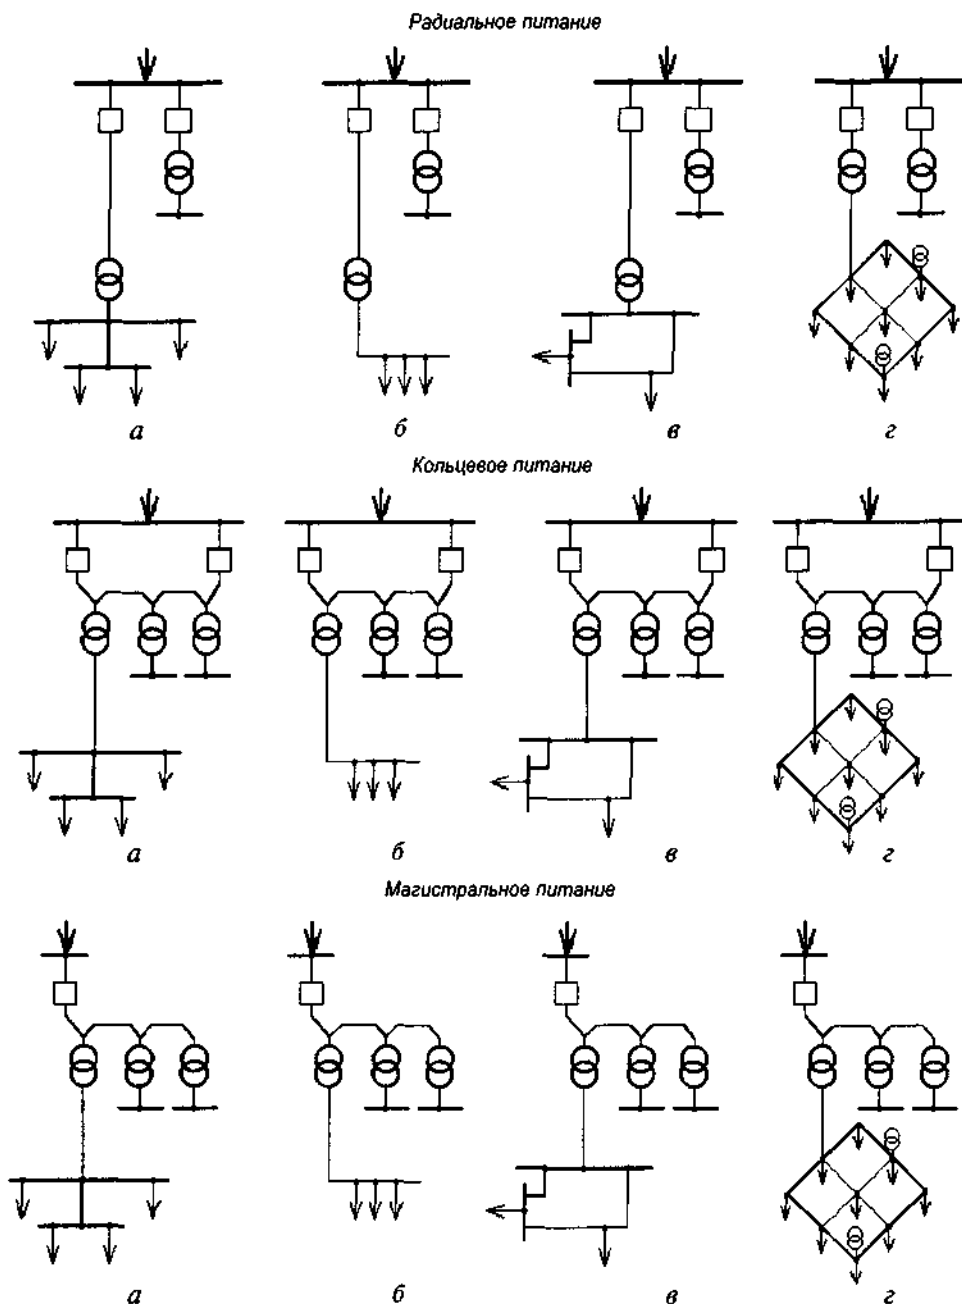 Радиальное питание
а б в г
Кольцевое питание
а б в г
Магистральное питание
а б в г